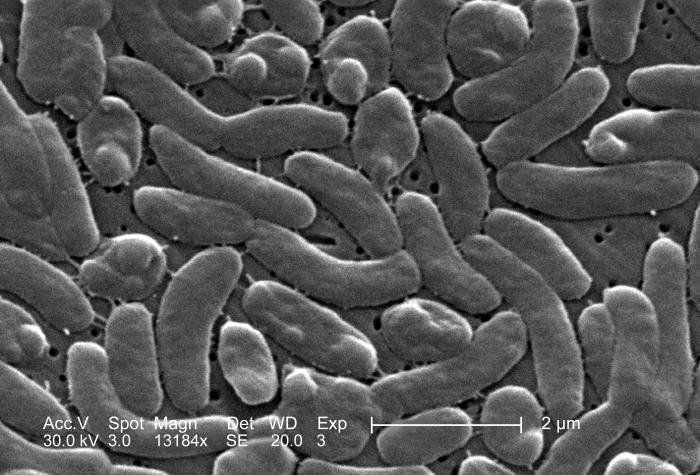 Acc.V Spot Magn Det WD Exp 2 µm
30.0 kV 3.0 13184x SE 20.0 3